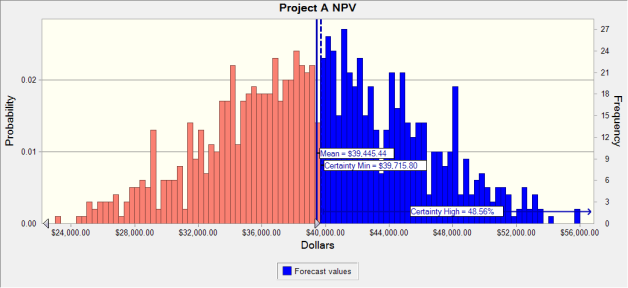 Project A NPV
Probability
0.02
0.01
0.00
27
24
21
18
15
12
9
6
3
0
Frequency
Mean = $39,445.44
Certainty Min = $39,715.80
Certainty High = 48.56%
$24,000.00 $28,000.00 $32,000.00 $36,000.00 $40,000.00 $44,000.00 $48,000.00 $52,000.00 $56,000.00
Dollars
Forecast values